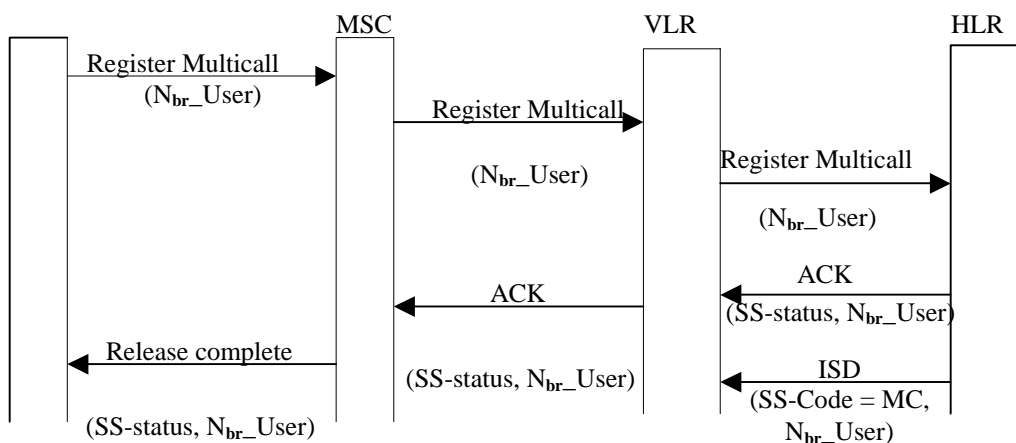 MSC
VLR
HLR
Register Multicall
(Nbr_User)
Register Multicall
(Nbr_User)
Register Multicall
(Nbr_User)
ACK
(SS-status, Nbr_User)
ACK
(SS-status, Nbr_User)
Release complete
(SS-status, Nbr_User)
ISD
(SS-Code = MC,
Nbr_User)